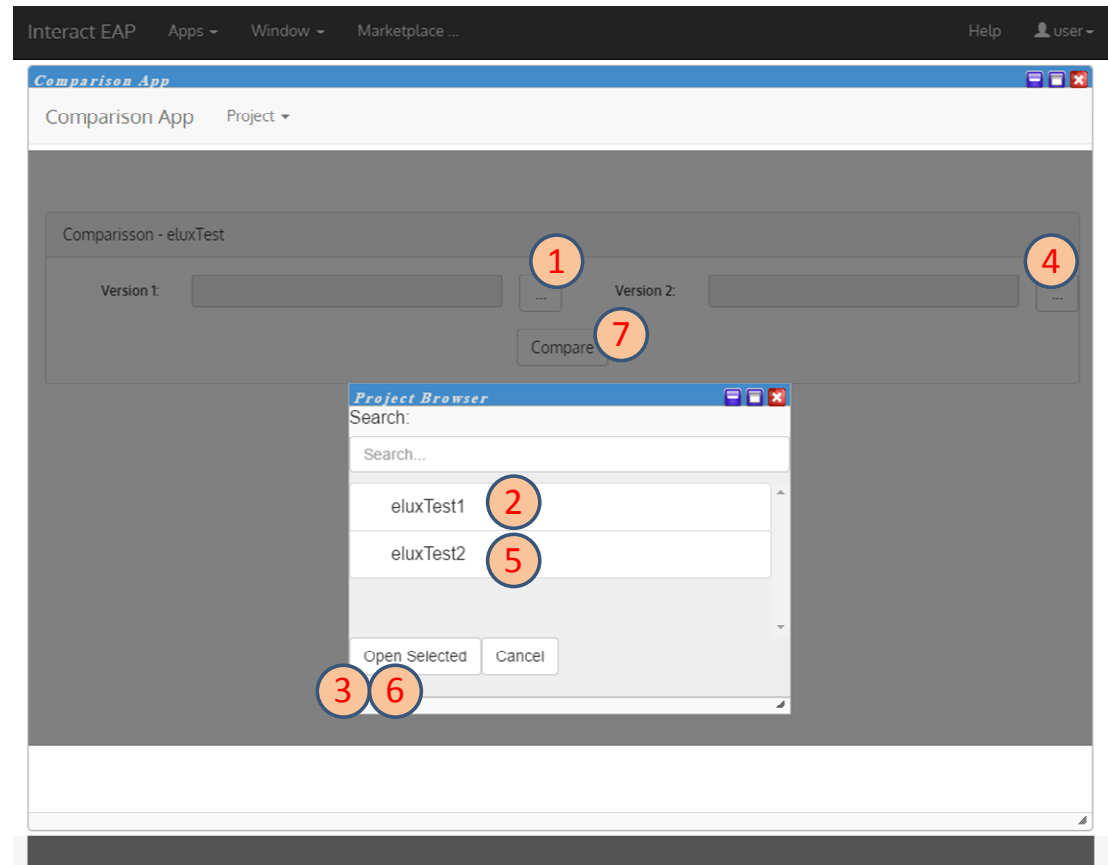 Interact EAP Apps Window Marketplace ... Help user
Comparison App
Comparison App Project
Comparisson - eluxTest
1 4
Version 1: ... Version 2: ...
7
Compare
Project Browser
Search:
Search...
eluxTest1 2
eluxTest2 5
Open Selected Cancel
3 6